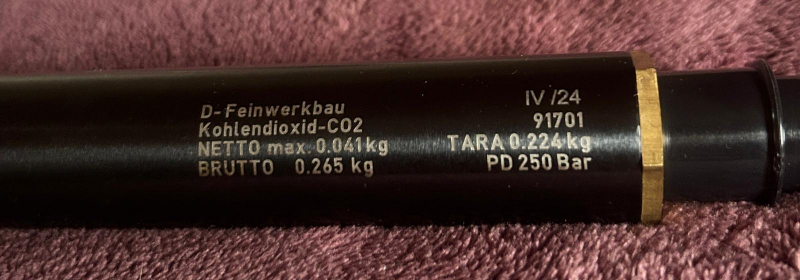 D-Feinwerkbau
Kohlendioxid-CO2
NETTO max. 0.041kg
BRUTTO 0.265 kg
IV /24
91701
TARA 0.224kg
PD 250 Bar